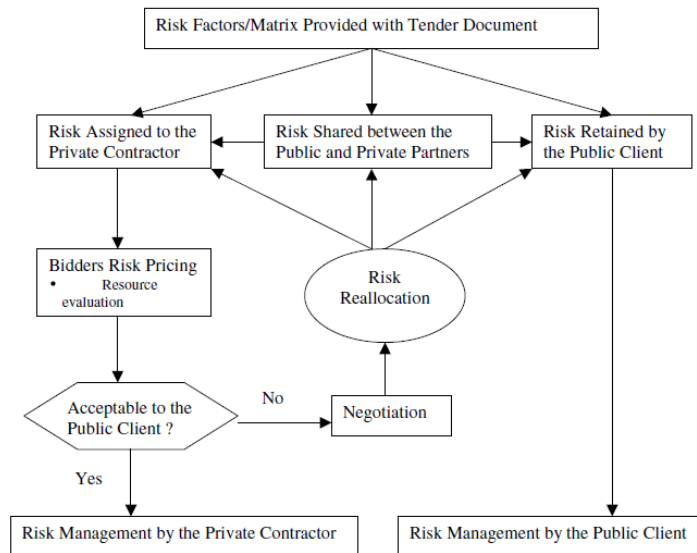 Risk Factors/Matrix Provided with Tender Document
Risk Assigned to the
Private Contractor
Risk Shared between the
Public and Private Partners
Risk Retained by
the Public Client
Bidders Risk Pricing
• Resource
evaluation
Risk
Reallocation
Acceptable to the
Public Client ?
No
Negotiation
Yes
Risk Management by the Private Contractor
Risk Management by the Public Client